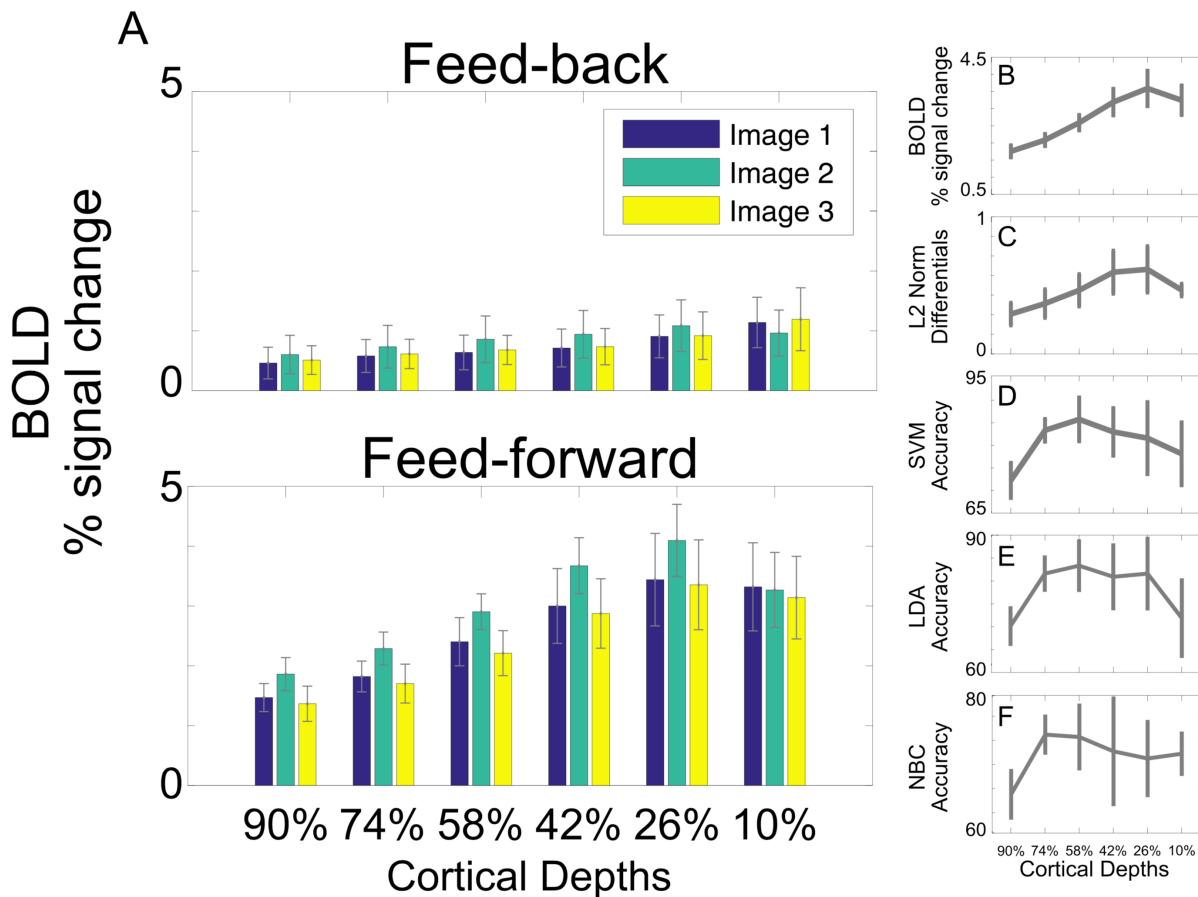 A
Feed-back
5
0
Image 1
Image 2
Image 3
BOLD
% signal change
Feed-forward
5
0
90% 74% 58% 42% 26% 10%
Cortical Depths
B
4.5
0.5
BOLD
% signal change
C
1
0
L2 Norm
Differentials
D
95
65
SVM
Accuracy
E
90
60
LDA
Accuracy
F
80
60
NBC
Accuracy
90% 74% 58% 42% 26% 10%
Cortical Depths